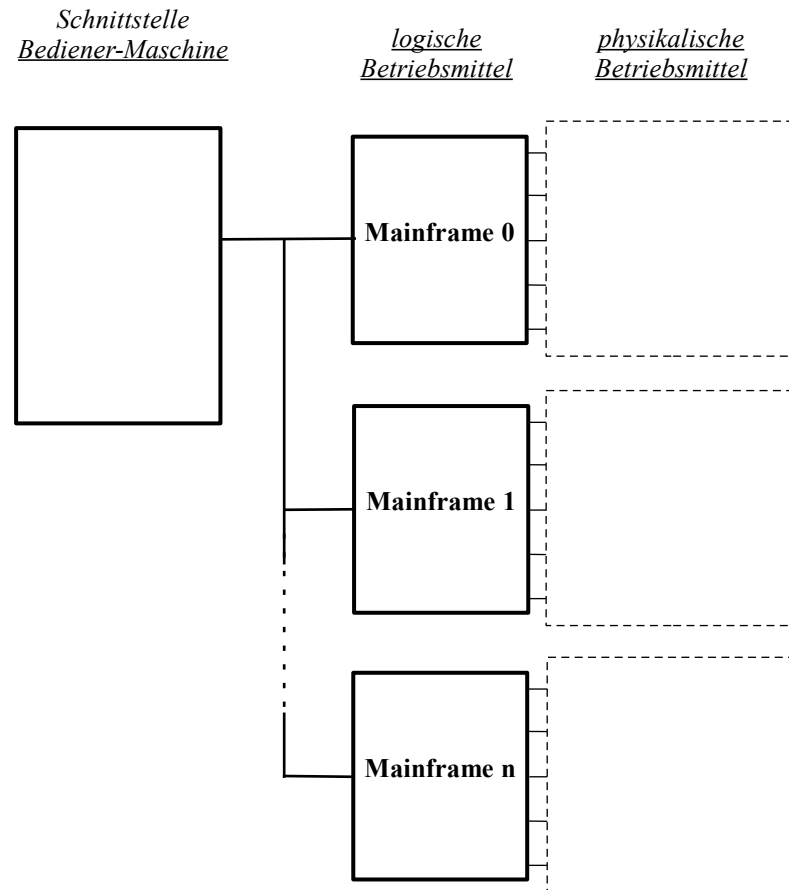 Schnittstelle
Bediener-Maschine
logische
Betriebsmittel
physikalische
Betriebsmittel
Mainframe 0
Mainframe 1
Mainframe n